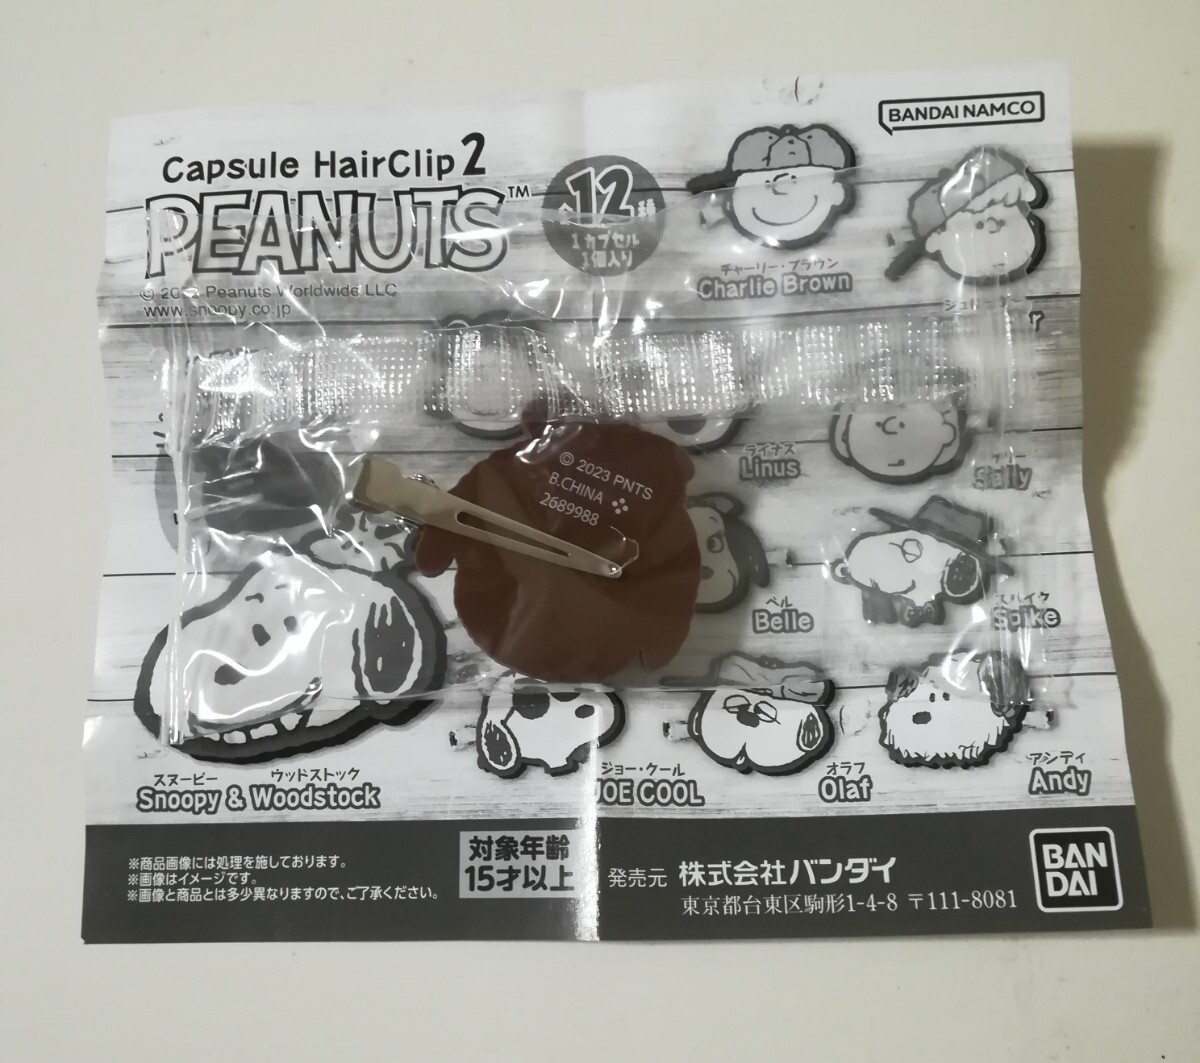 BANDAI NAMCO
Capsule HairClip 2
PEANUTS™
全12種
1カプセル
1個入り
Peanuts Worldwide LLC
www.snoopy.co.jp
チャーリー・ブラウン
Charlie Brown
ライナス
Linus
Sally
© 2023 PNTS
B.CHINA
2689988
ベル
Belle
スパイク
Spike
スヌーピー ウッドストック
Snoopy & Woodstock
ジョー・クール
JOE COOL
オラフ
Olaf
アンディ
Andy
※商品画像には処理を施しております。
※画像はイメージです。
※画像と商品とは多少異なりますので、ご了承ください。
対象年齢
15才以上
発売元 株式会社バンダイ
東京都台東区駒形1-4-8 〒111-8081
BAN
DAI